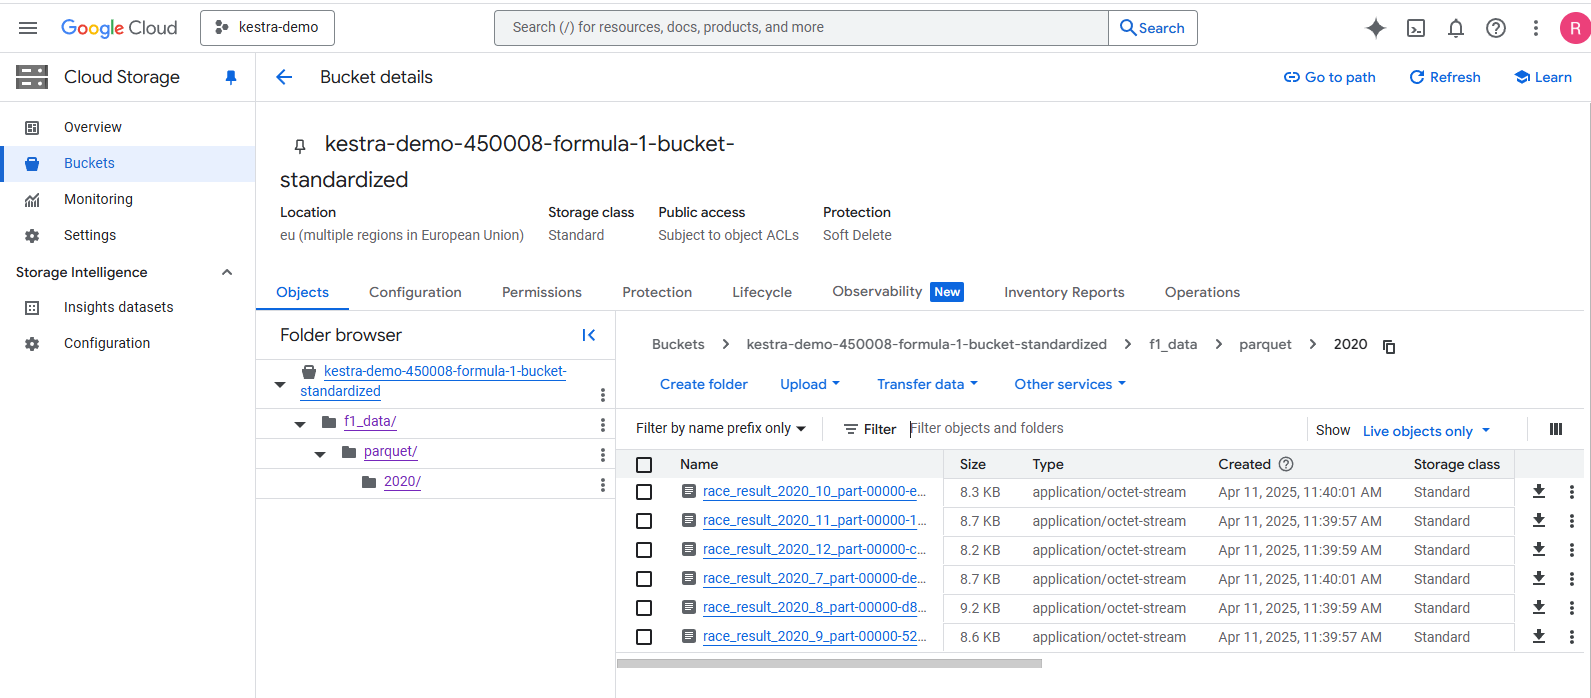 Google Cloud
kestra-demo
Search (/) for resources, docs, products, and more
Search
R
Cloud Storage
Bucket details
Go to path
Refresh
Learn
Overview
Buckets
Monitoring
Settings
Storage Intelligence
Insights datasets
Configuration
kestra-demo-450008-formula-1-bucket-
standardized
Location Storage class Public access Protection
eu (multiple regions in European Union) Standard Subject to object ACLs Soft Delete
Objects Configuration Permissions Protection Lifecycle Observability New Inventory Reports Operations
Folder browser
kestra-demo-450008-formula-1-bucket-
standardized
f1_data/
parquet/
2020/
Buckets > kestra-demo-450008-formula-1-bucket-standardized > f1_data > parquet > 2020
Create folder Upload Transfer data Other services
Filter by name prefix only Filter Filter objects and folders Show Live objects only
Name Size Type Created Storage class
race_result_2020_10_part-00000-e... 8.3 KB application/octet-stream Apr 11, 2025, 11:40:01 AM Standard
race_result_2020_11_part-00000-1... 8.7 KB application/octet-stream Apr 11, 2025, 11:39:57 AM Standard
race_result_2020_12_part-00000-c... 8.2 KB application/octet-stream Apr 11, 2025, 11:39:59 AM Standard
race_result_2020_7_part-00000-de... 8.7 KB application/octet-stream Apr 11, 2025, 11:40:01 AM Standard
race_result_2020_8_part-00000-d8... 9.2 KB application/octet-stream Apr 11, 2025, 11:39:59 AM Standard
race_result_2020_9_part-00000-52... 8.6 KB application/octet-stream Apr 11, 2025, 11:39:57 AM Standard